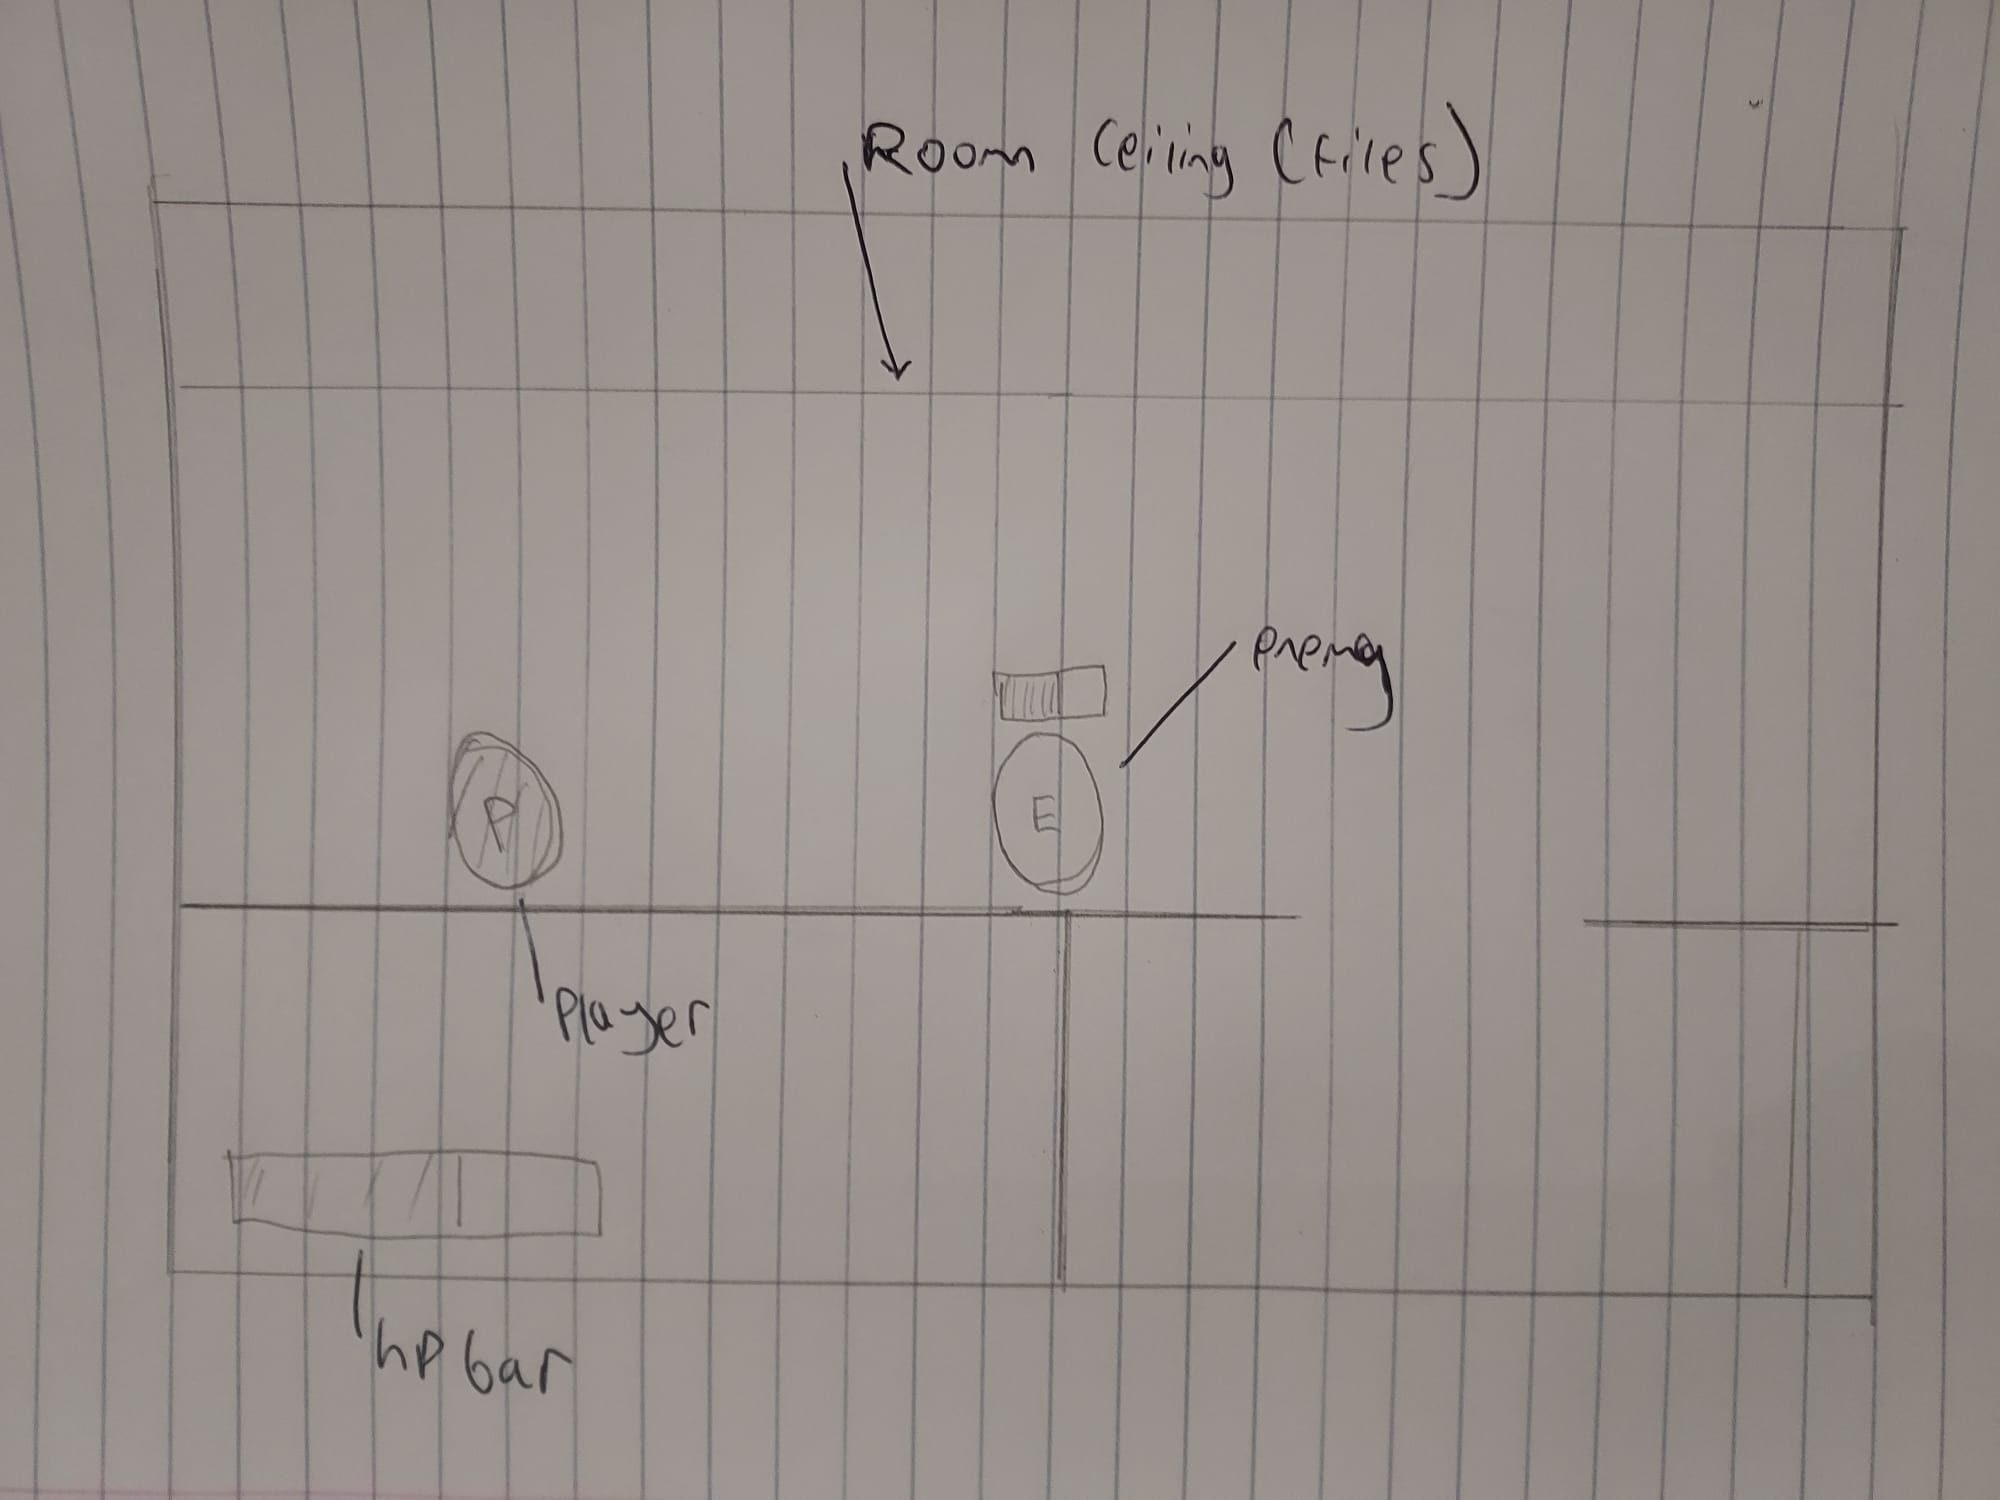 Room Ceiling (tiles)
enemy
P
E
Player
hp bar